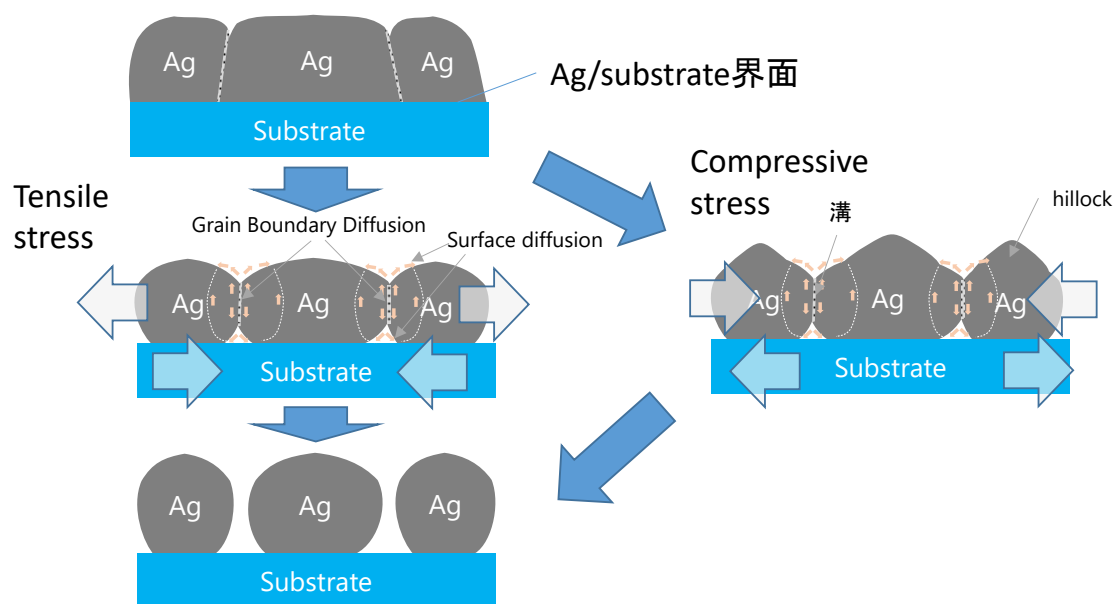 Ag
Ag
Ag
Ag/substrate界面
Substrate
Tensile
stress
Compressive
stress
溝
hillock
Grain Boundary Diffusion
Surface diffusion
Ag
Ag
Ag
Substrate
Ag
Ag
Ag
Substrate
Ag
Ag
Ag
Substrate